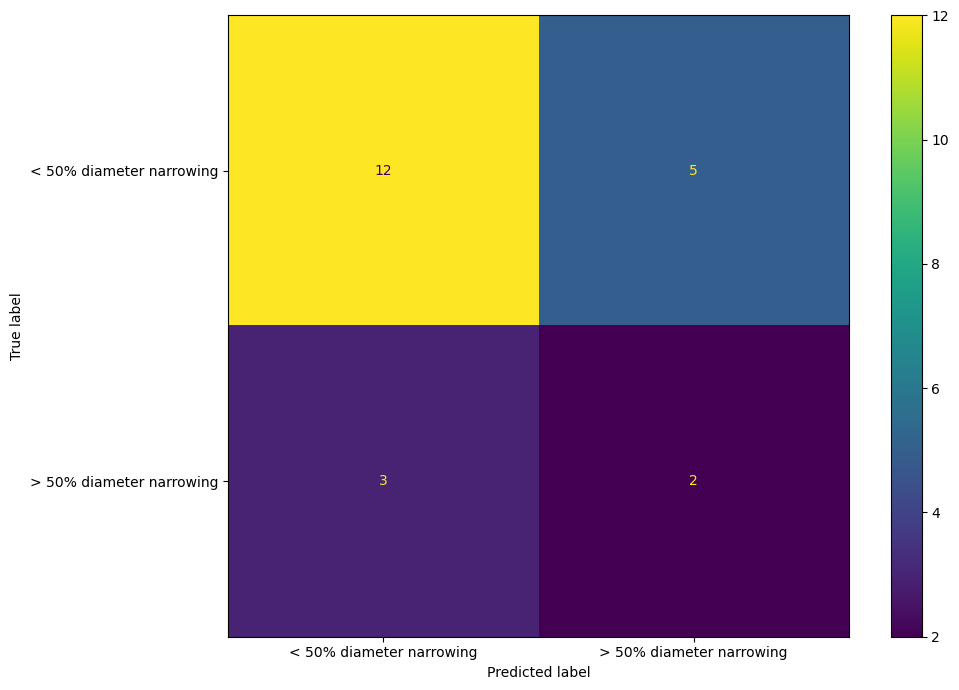 True label
< 50% diameter narrowing
12
5
> 50% diameter narrowing
3
2
< 50% diameter narrowing
> 50% diameter narrowing
Predicted label
12
10
8
6
4
2